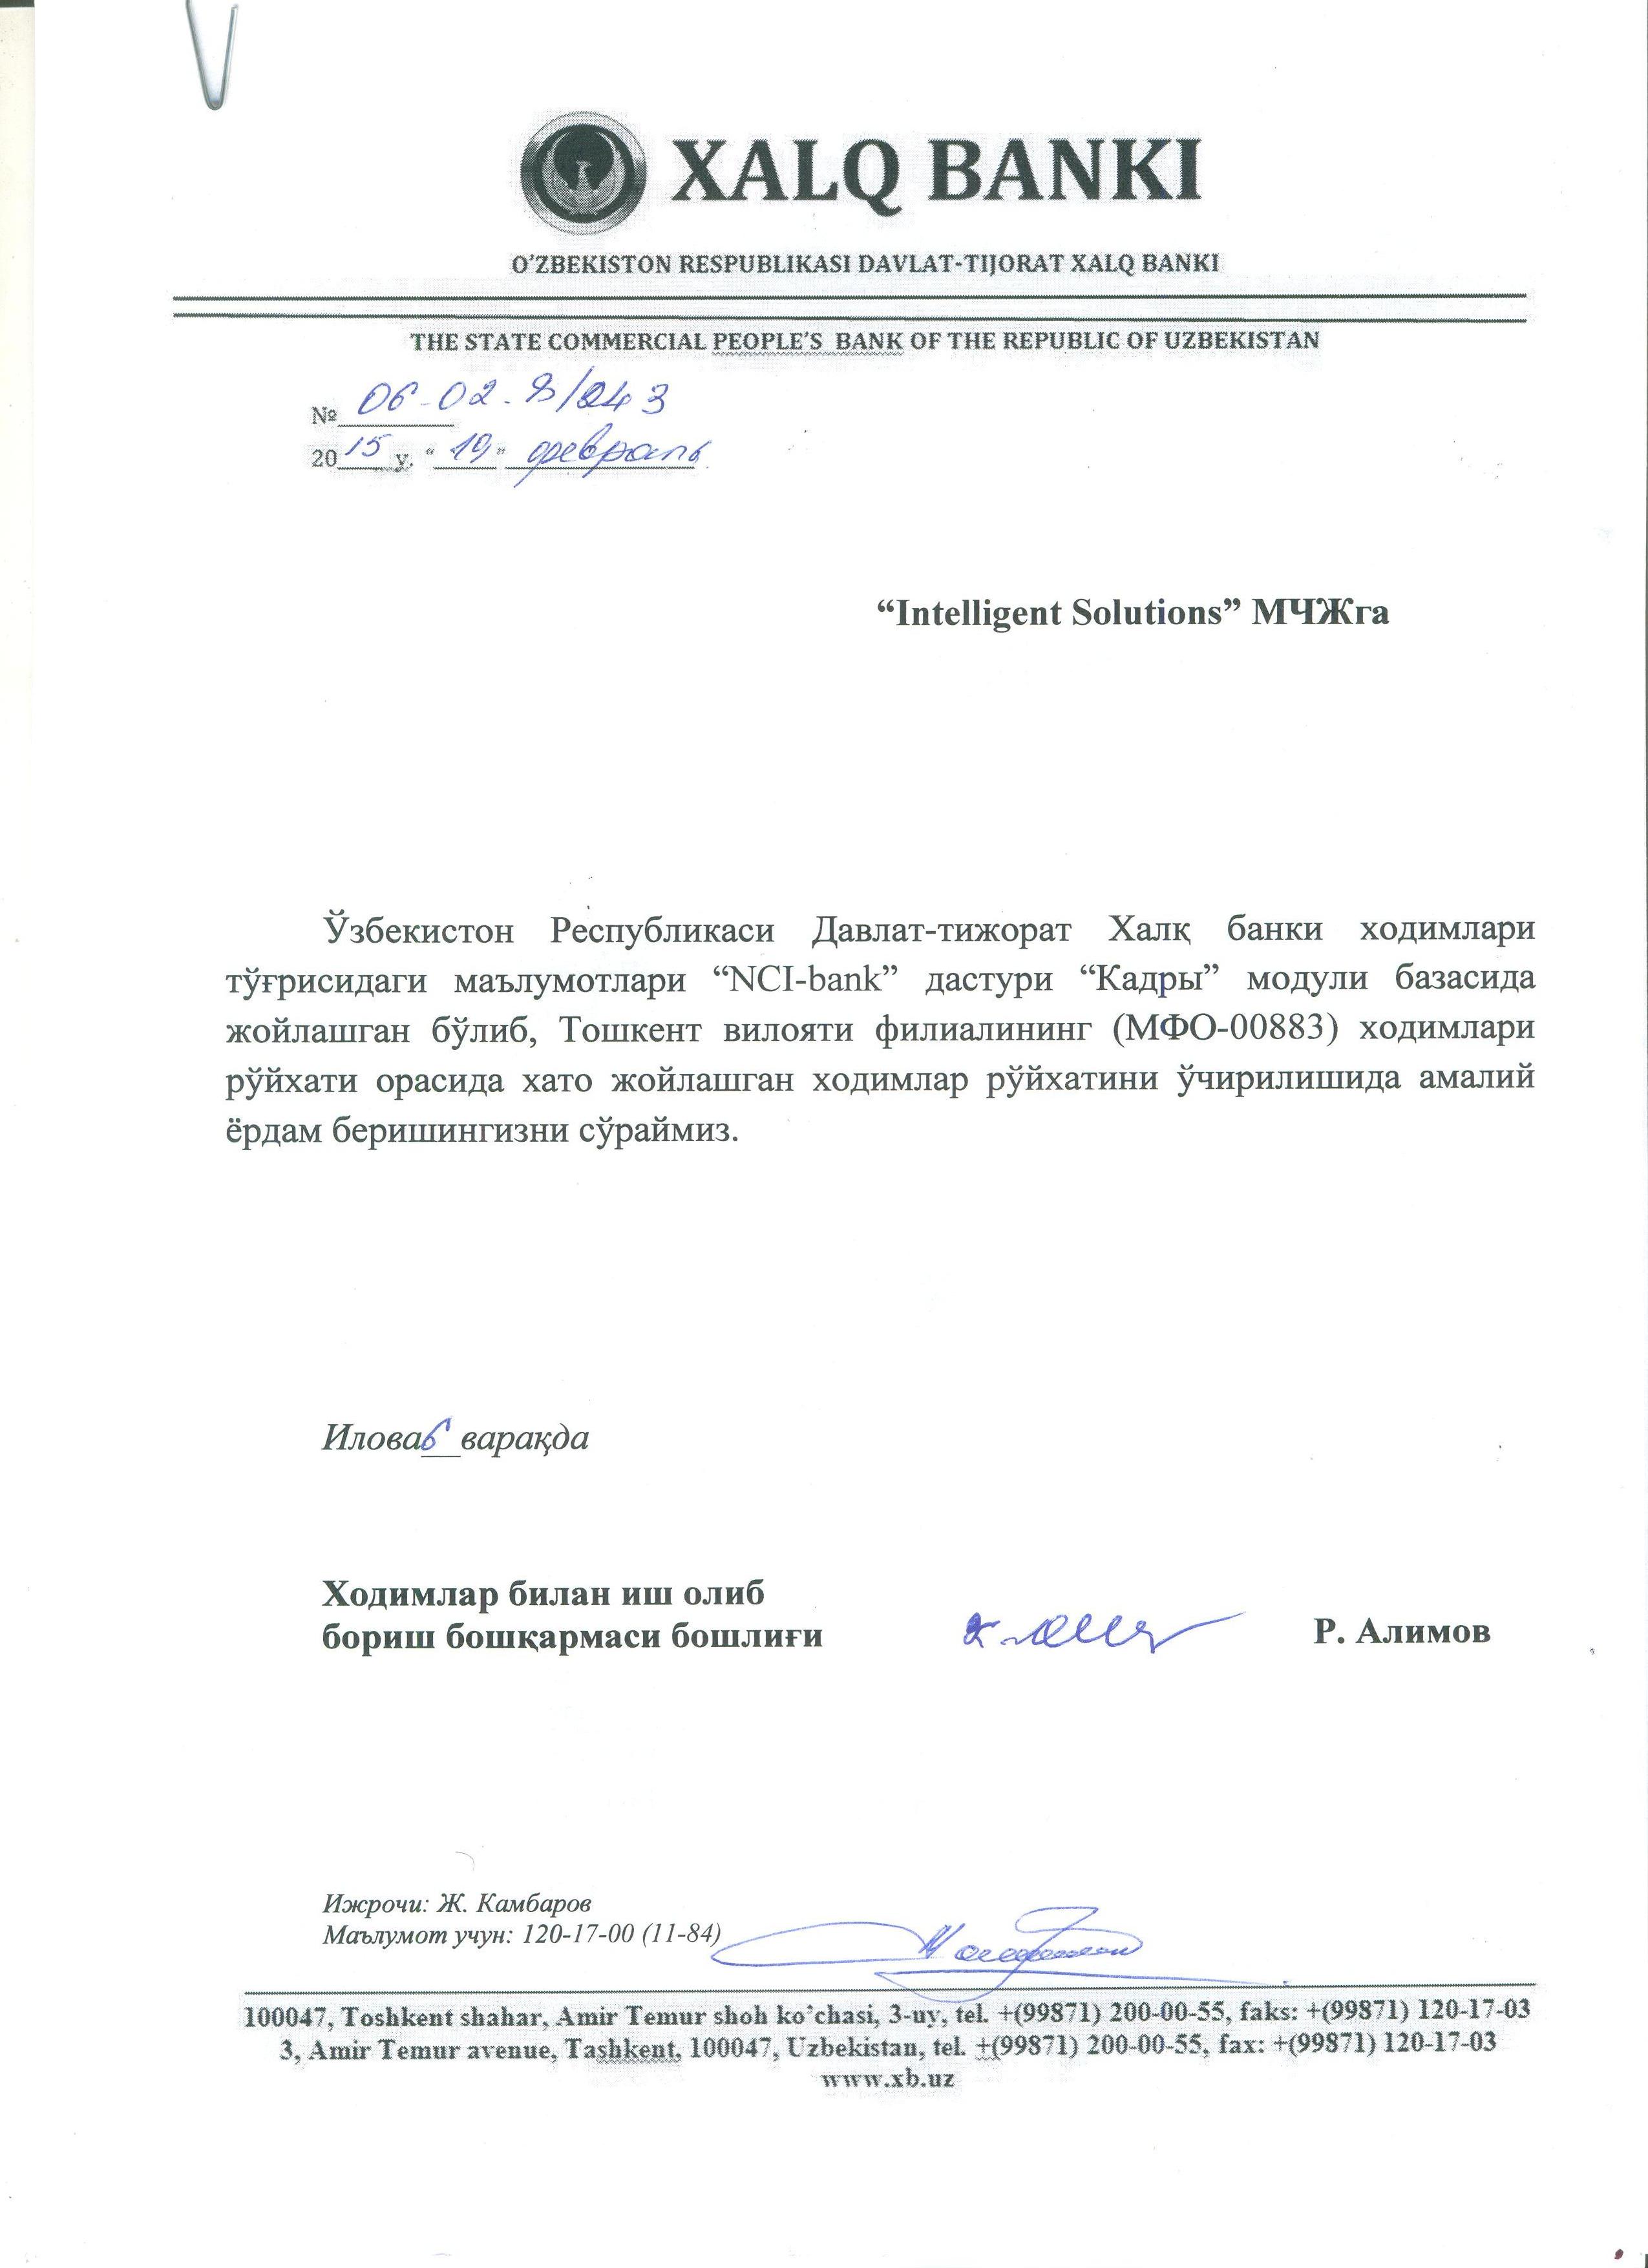 XALQ BANKI
O'ZBEKISTON RESPUBLIKASI DAVLAT-TIJORAT XALQ BANKI
THE STATE COMMERCIAL PEOPLE'S BANK OF THE REPUBLIC OF UZBEKISTAN
№ 06-02-8/243
2015 y. “19” февраль
“Intelligent Solutions” МЧЖга
Ўзбекистон Республикаси Давлат-тижорат Халқ банки ходимлари
тўғрисидаги маълумотлари “NCI-bank” дастури “Кадры” модули базасида
жойлашган бўлиб, Тошкент вилояти филиалининг (МФО-00883) ходимлари
рўйхати орасида хато жойлашган ходимлар рўйхатини ўчирилишида амалий
ёрдам беришингизни сўраймиз.
Илова 6 варақда
Ходимлар билан иш олиб
бориш бошқармаси бошлиғи Р. Алимов
Ижрочи: Ж. Камбаров
Маълумот учун: 120-17-00 (11-84)
100047, Toshkent shahar, Amir Temur shoh ko'chasi, 3-uy, tel. +(99871) 200-00-55, faks: +(99871) 120-17-03
3, Amir Temur avenue, Tashkent, 100047, Uzbekistan, tel. +(99871) 200-00-55, fax: +(99871) 120-17-03
www.xb.uz